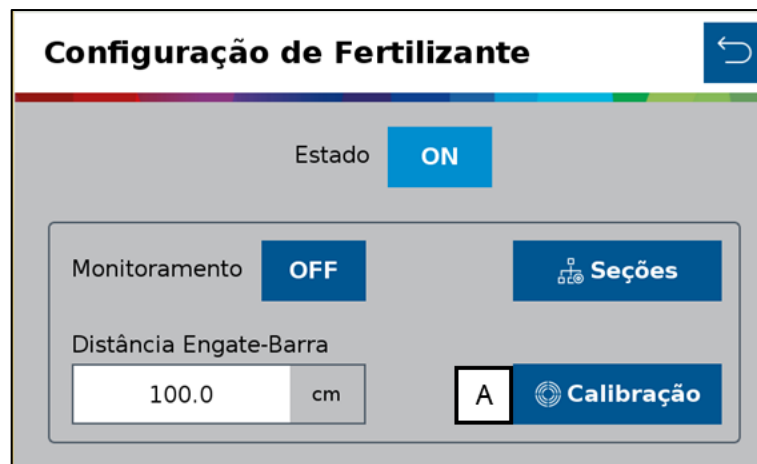 Configuração de Fertilizante
Estado ON
Monitoramento OFF Seções
Distância Engate-Barra
100.0 cm A Calibração